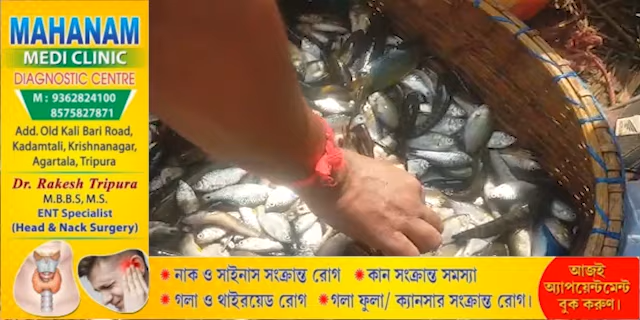 MAHANAM
MEDI CLINIC
DIAGNOSTIC CENTRE
M : 9362824100
8575827871
Add. Old Kali Bari Road,
Kadamtali, Krishnanagar,
Agartala, Tripura
Dr. Rakesh Tripura
M.B.B.S, M.S.
ENT Specialist
(Head & Nack Surgery)
* নাক ও সাইনাস সংক্রান্ত রোগ * কান সংক্রান্ত সমস্যা
* গলা ও থাইরয়েড রোগ * গলা ফুলা/ ক্যানসার সংক্রান্ত রোগ।
আজই
অ্যাপয়েন্টমেন্ট
বুক করুণ।